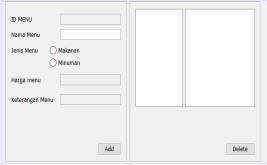 ID MENU
Nama Menu
Jenis Menu Makanan
Minuman
Harga menu
Keterangan Menu
Add
Delete